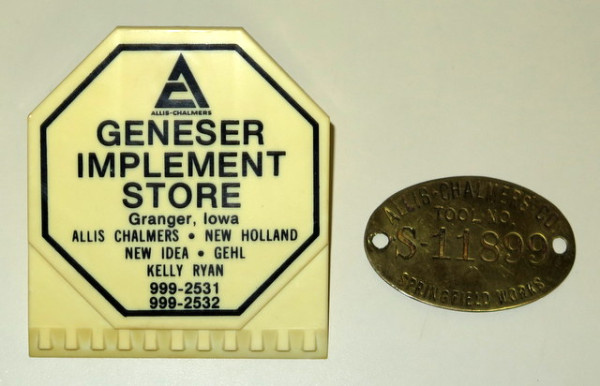 ALLIS-CHALMERS
GENESER
IMPLEMENT
STORE
Granger, Iowa
ALLIS CHALMERS • NEW HOLLAND
NEW IDEA • GEHL
KELLY RYAN
999-2531
999-2532
ALLIS-CHALMERS CO.
TOOL NO.
S-11899
SPRINGFIELD WORKS